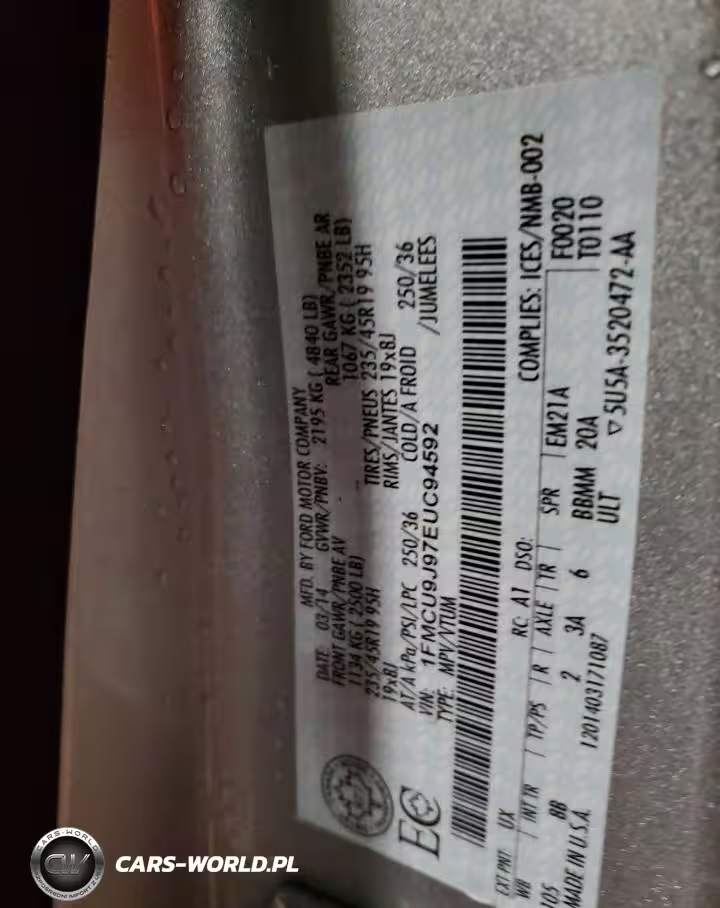 MFD. BY FORD MOTOR COMPANY
DATE: 03/14 GVWR/PNBV: 2195 KG ( 4840 LB)
FRONT GAWR/PNBE AV REAR GAWR/PNBE AR
1134 KG ( 2500 LB) 1067 KG ( 2352 LB)
235/45R19 95H TIRES/PNEUS 235/45R19 95H
19x8J RIMS/JANTES 19x8J
AT/A kPa/PSI/LPC 250/36 COLD/A FROID 250/36
VIN: 1FMCU9J97EUC94592 /JUMELEES
TYPE: MPV/VTUM
EC
EXT PNT: UX RC: A1 DSO: COMPLIES: ICES/NMB-002
WB INT TR TP/PS R AXLE TR SPR EM21A F0020
105 8B 2 3A 6 BBMM 20A T0110
MADE IN U.S.A. 1201403171087 ULT ▽5U5A-3520472-AA
CW
CARS-WORLD.PL